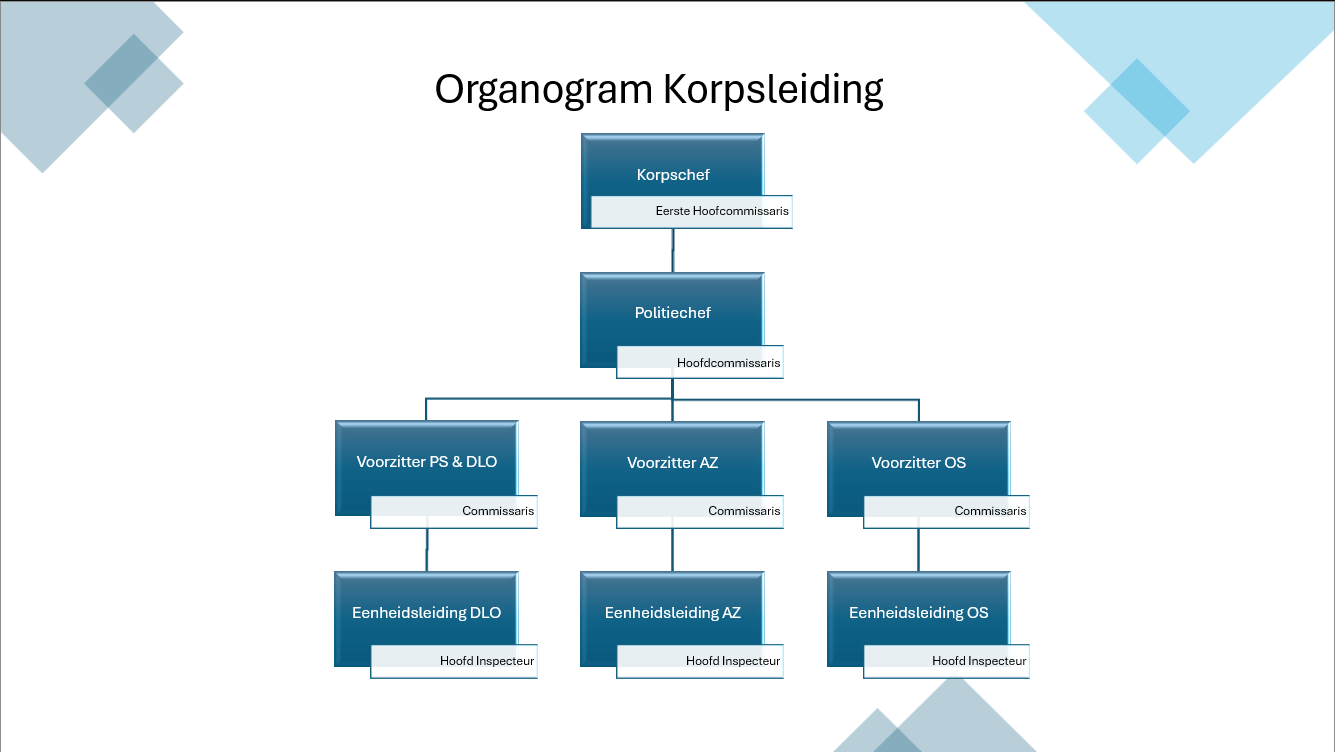 Organogram Korpsleiding
Korpschef
Eerste Hoofcommissaris
Politiechef
Hoofdcommissaris
Voorzitter PS & DLO
Commissaris
Voorzitter AZ
Commissaris
Voorzitter OS
Commissaris
Eenheidsleiding DLO
Hoofd Inspecteur
Eenheidsleiding AZ
Hoofd Inspecteur
Eenheidsleiding OS
Hoofd Inspecteur